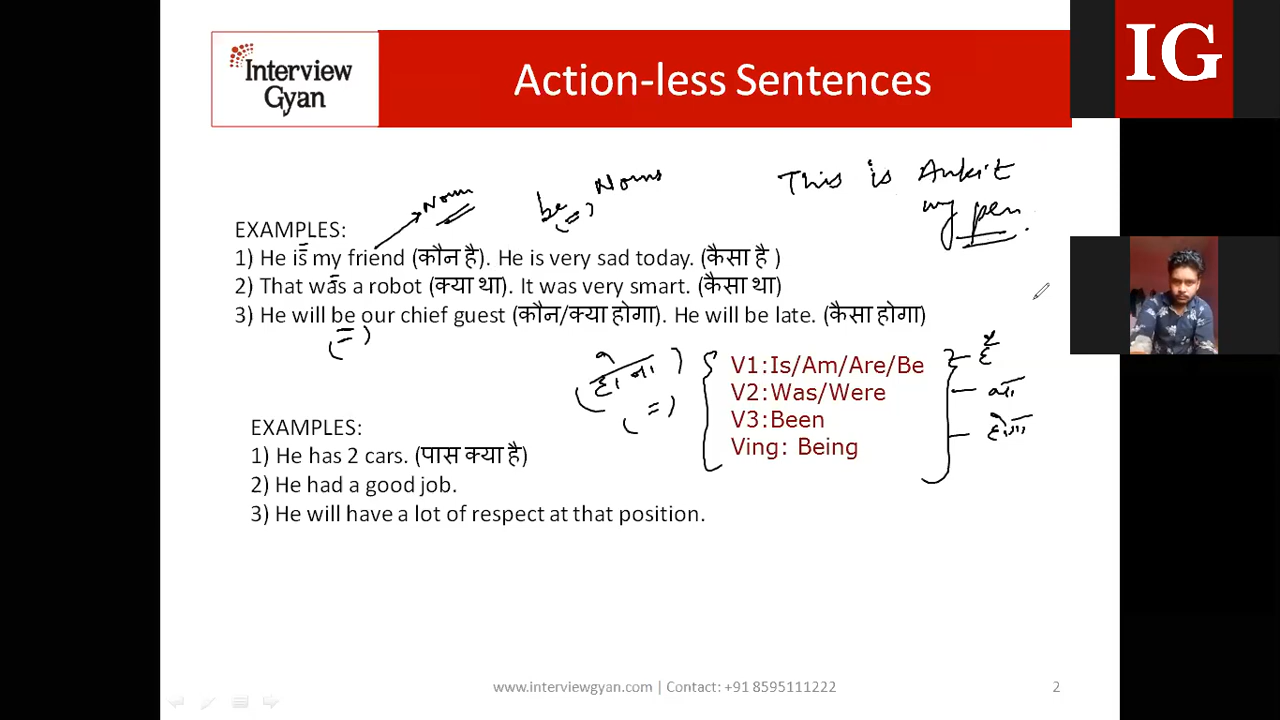 Interview
Gyan
Action-less Sentences
IG
This is Ankit
my pen.
Noun
be (=) Nouns
EXAMPLES:
1) He is my friend (कौन है). He is very sad today. (कैसा है )
2) That was a robot (क्या था). It was very smart. (कैसा था)
3) He will be our chief guest (कौन/क्या होगा). He will be late. (कैसा होगा)
(=)
(होना)
(=)
V1:Is/Am/Are/Be
V2:Was/Were
V3:Been
Ving: Being
है
था
होगा
EXAMPLES:
1) He has 2 cars. (पास क्या है)
2) He had a good job.
3) He will have a lot of respect at that position.
www.interviewgyan.com | Contact: +91 8595111222
2